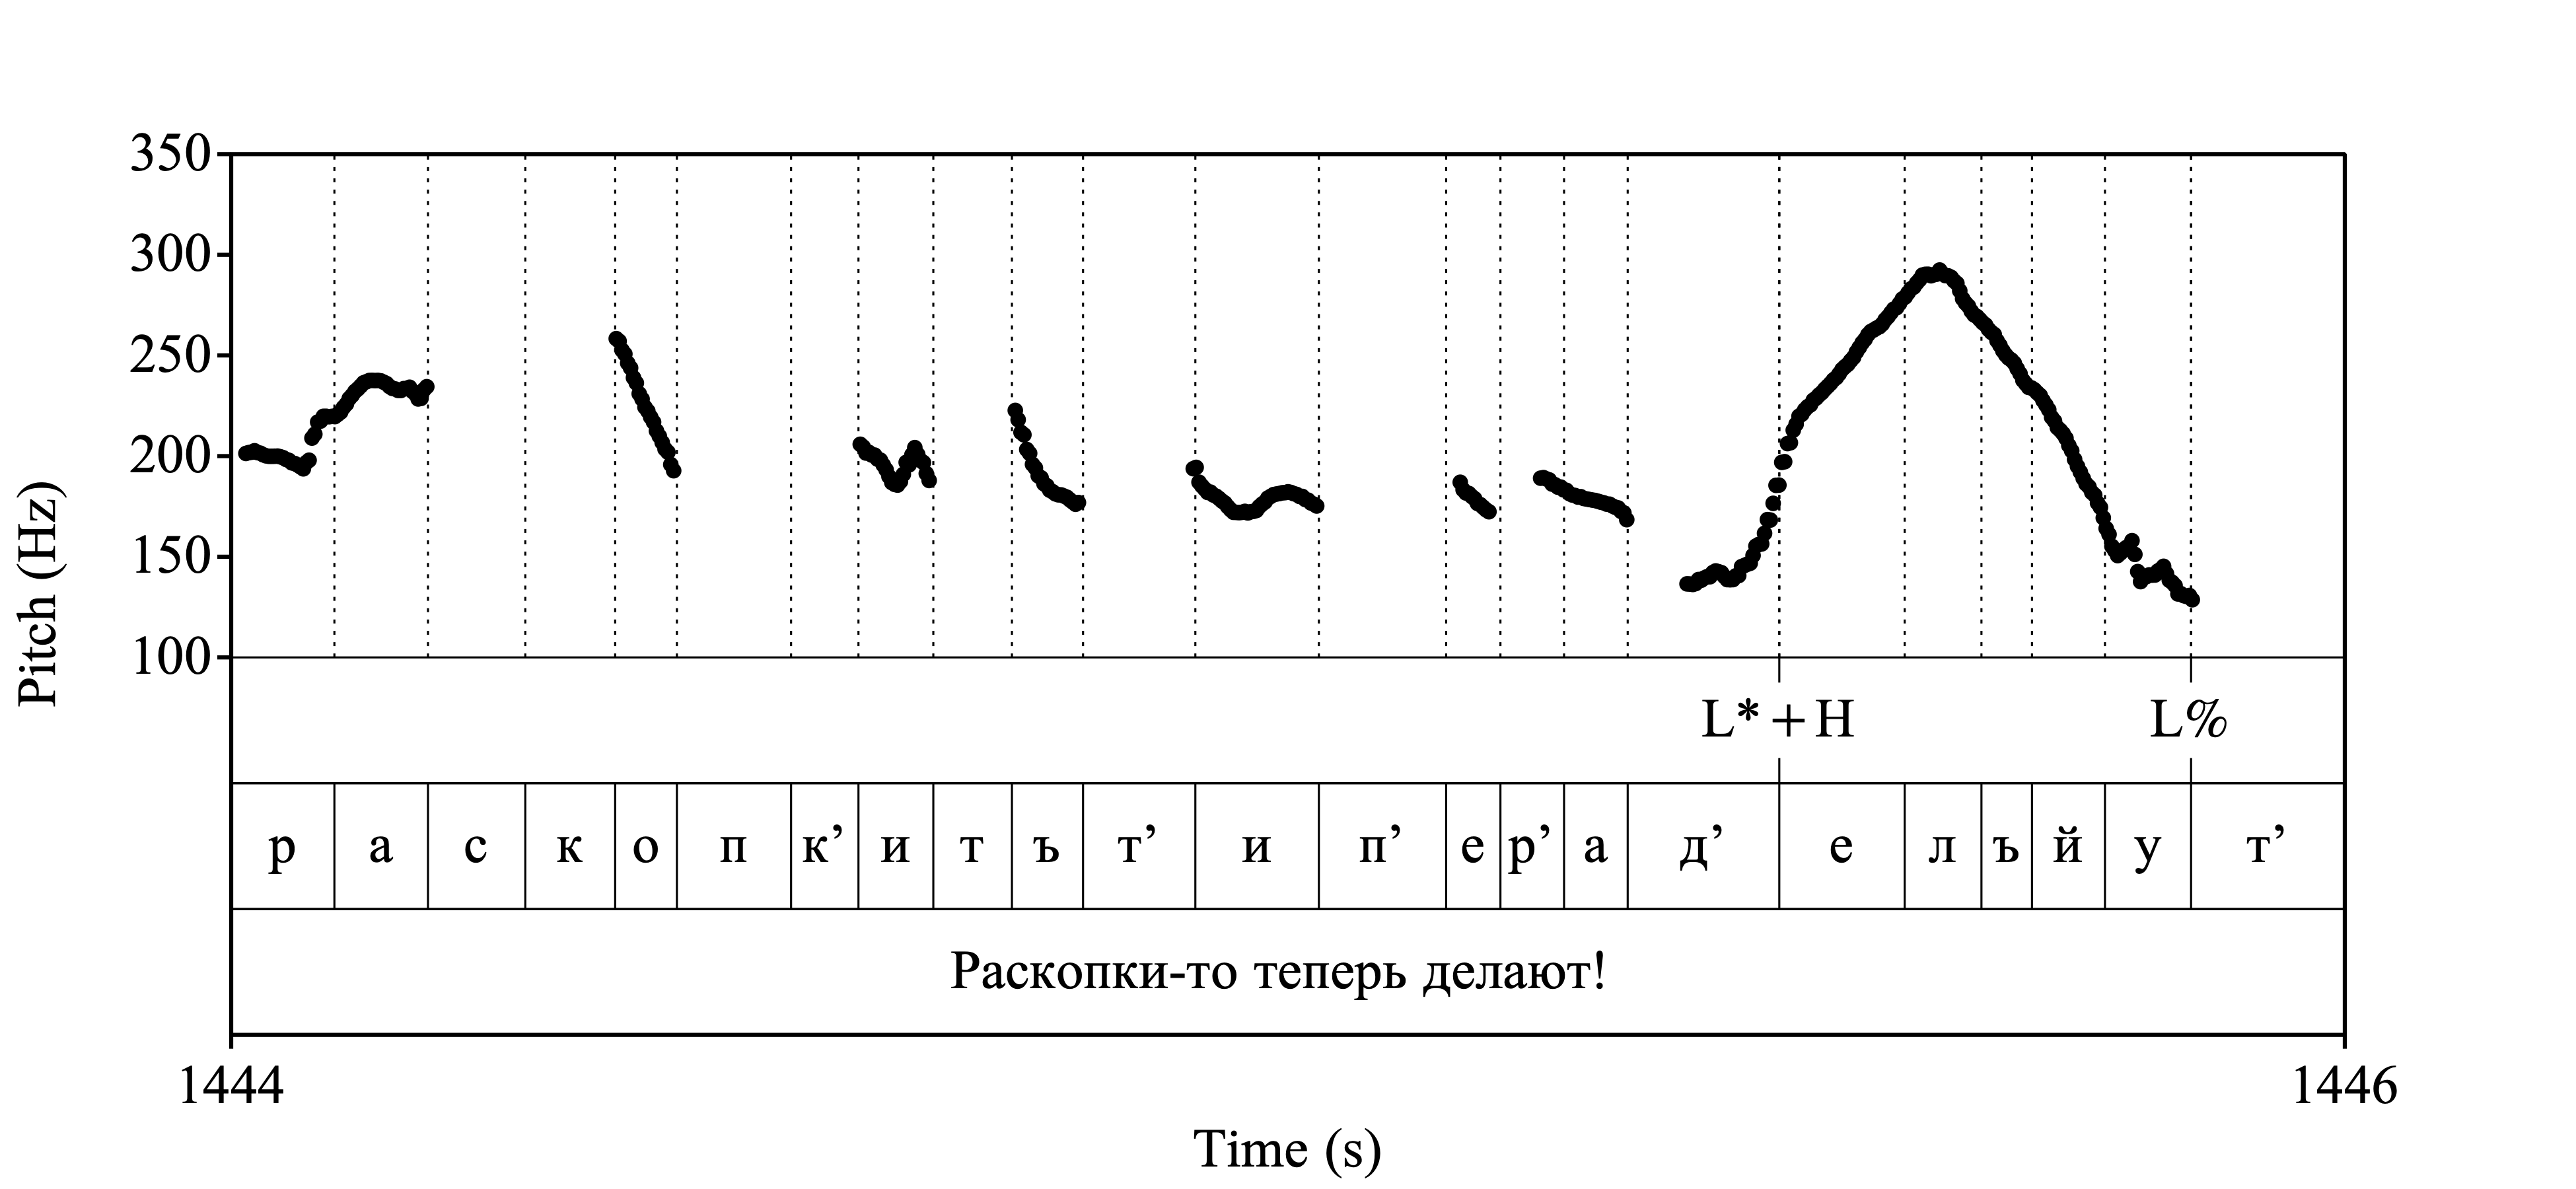 350
300
250
200
150
100
Pitch (Hz)
L*+H L%
р а с к о п к’ и т ъ т’ и п’ е р’ а д’ е л ъ й у т’
Раскопки-то теперь делают!
1444 1446
Time (s)